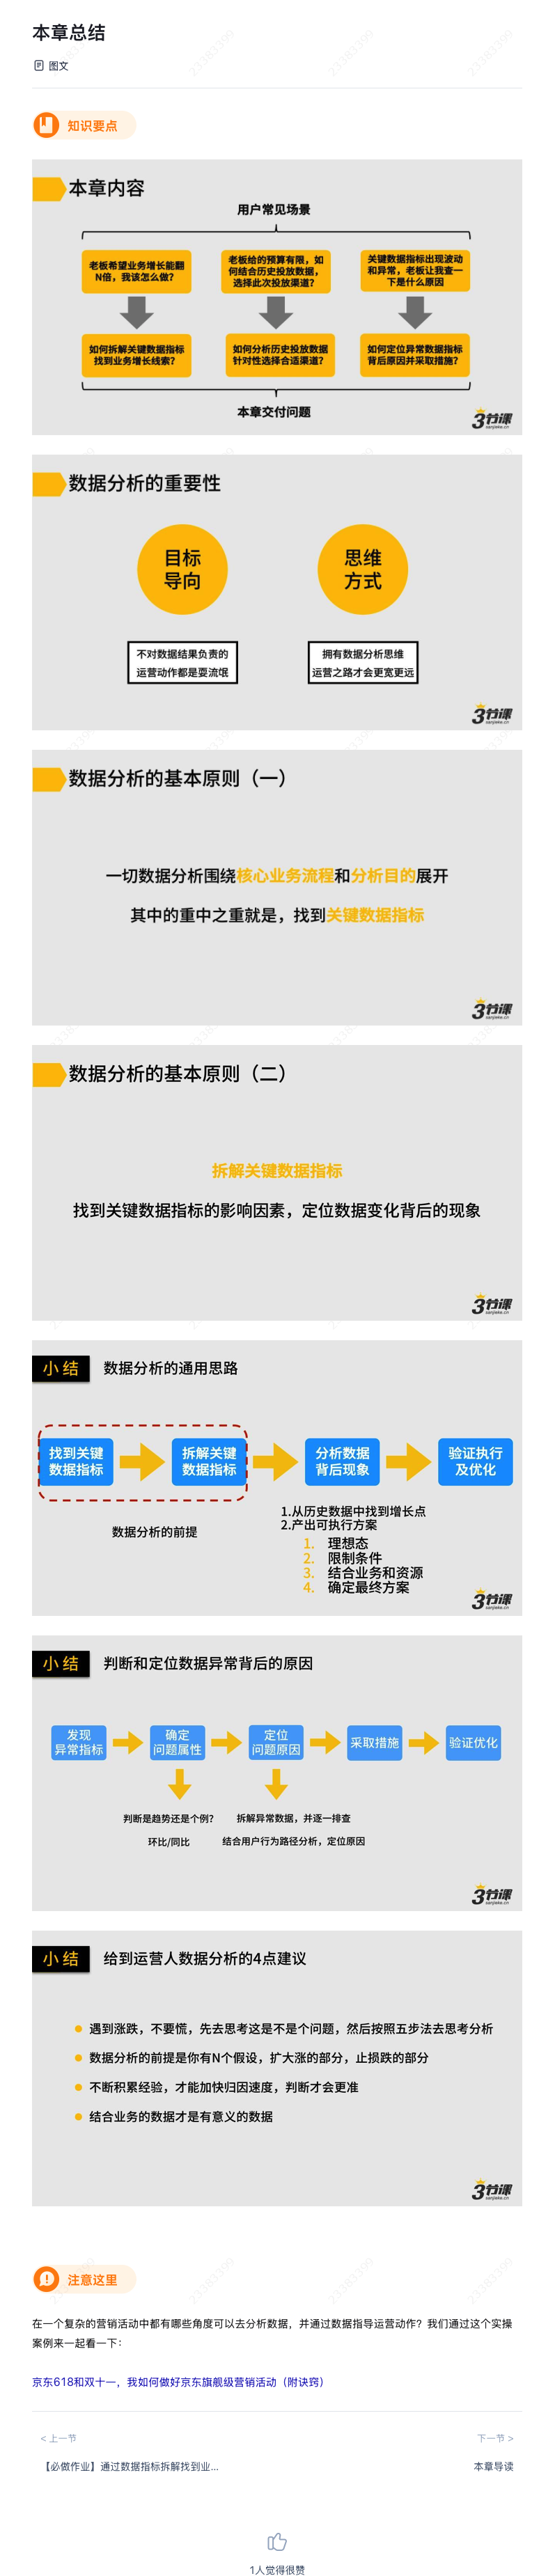 本章总结
图文
知识要点
本章内容
用户常见场景
老板希望业务增长能翻
N倍，我该怎么做？
老板给的预算有限，如
何结合历史投放数据，
选择此次投放渠道？
关键数据指标出现波动
和异常，老板让我查一
下是什么原因
如何拆解关键数据指标
找到业务增长线索？
如何分析历史投放数据
针对性选择合适渠道？
如何定位异常数据指标
背后原因并采取措施？
本章交付问题
3节课
sanjieke.cn
数据分析的重要性
目标
导向
思维
方式
不对数据结果负责的
运营动作都是耍流氓
拥有数据分析思维
运营之路才会更宽更远
3节课
sanjieke.cn
数据分析的基本原则（一）
一切数据分析围绕核心业务流程和分析目的展开
其中的重中之重就是，找到关键数据指标
3节课
sanjieke.cn
数据分析的基本原则（二）
拆解关键数据指标
找到关键数据指标的影响因素，定位数据变化背后的现象
3节课
sanjieke.cn
小结
数据分析的通用思路
找到关键
数据指标
拆解关键
数据指标
分析数据
背后现象
验证执行
及优化
数据分析的前提
1.从历史数据中找到增长点
2.产出可执行方案
1. 理想态
2. 限制条件
3. 结合业务和资源
4. 确定最终方案
3节课
sanjieke.cn
小结
判断和定位数据异常背后的原因
发现
异常指标
确定
问题属性
定位
问题原因
采取措施
验证优化
判断是趋势还是个例？
环比/同比
拆解异常数据，并逐一排查
结合用户行为路径分析，定位原因
3节课
sanjieke.cn
小结
给到运营人数据分析的4点建议
遇到涨跌，不要慌，先去思考这是不是个问题，然后按照五步法去思考分析
数据分析的前提是你有N个假设，扩大涨的部分，止损跌的部分
不断积累经验，才能加快归因速度，判断才会更准
结合业务的数据才是有意义的数据
3节课
sanjieke.cn
注意这里
在一个复杂的营销活动中都有哪些角度可以去分析数据，并通过数据指导运营动作？我们通过这个实操
案例来一起看一下：
京东618和双十一，我如何做好京东旗舰级营销活动（附诀窍）
< 上一节
下一节 >
【必做作业】通过数据指标拆解找到业...
本章导读
1人觉得很赞
23383399